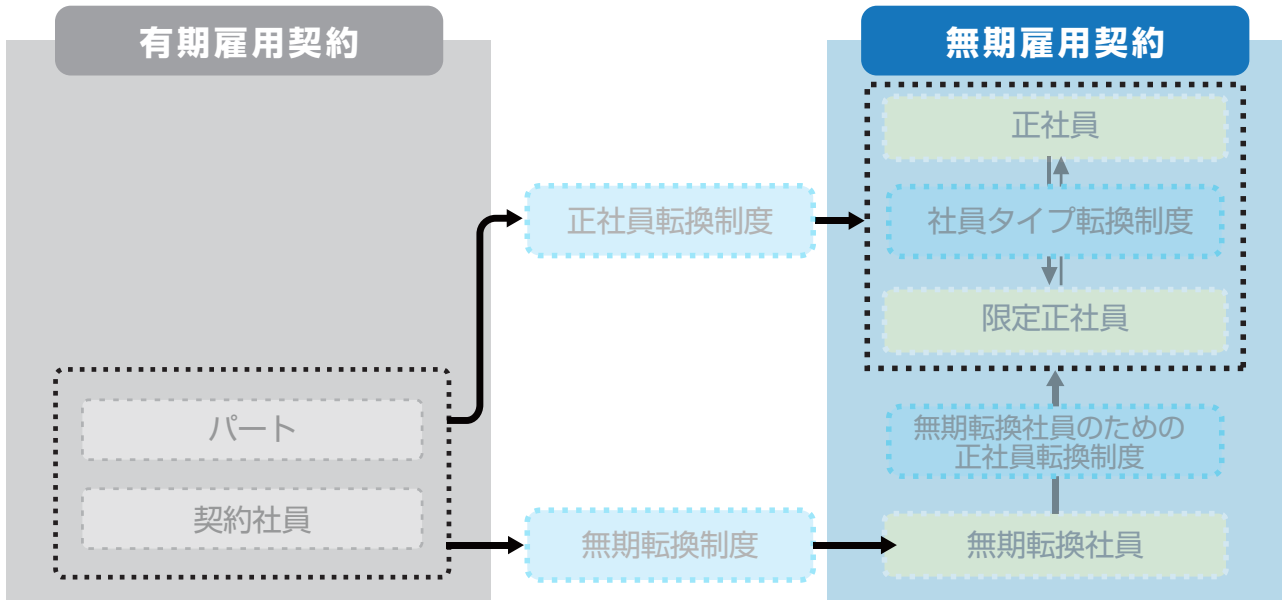 有期雇用契約
無期雇用契約
正社員
正社員転換制度
社員タイプ転換制度
限定正社員
パート
無期転換社員のための
正社員転換制度
契約社員
無期転換制度
無期転換社員